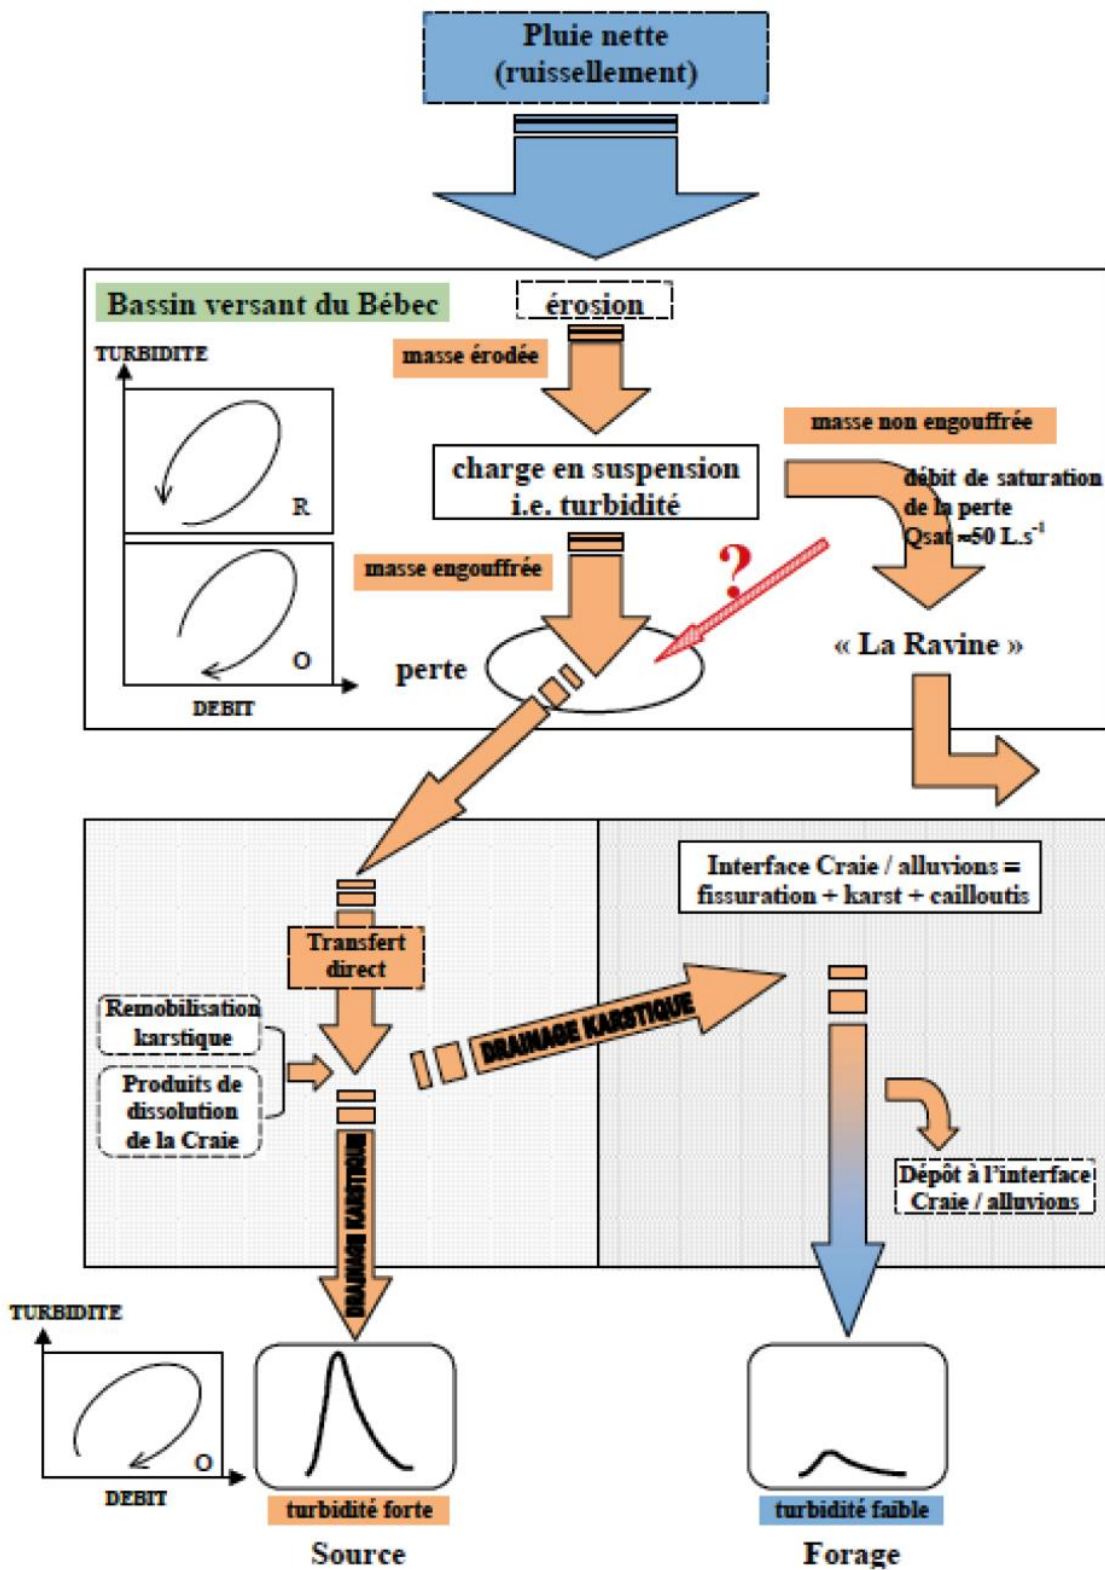 Pluie nette
(ruissellement)
Bassin versant du Bébec
érosion
TURBIDITE
masse érodée
masse non engouffrée
charge en suspension
i.e. turbidité
débit de saturation
de la perte
Qsat ≈50 L.s⁻¹
R
masse engouffrée
?
« La Ravine »
perte
O
DEBIT
Interface Craie / alluvions =
fissuration + karst + cailloutis
Transfert
direct
DRAINAGE KARSTIQUE
Remobilisation
karstique
Produits de
dissolution
de la Craie
DRAINAGE KARSTIQUE
Dépôt à l'interface
Craie / alluvions
TURBIDITE
O
DEBIT
turbidité forte
turbidité faible
Source
Forage